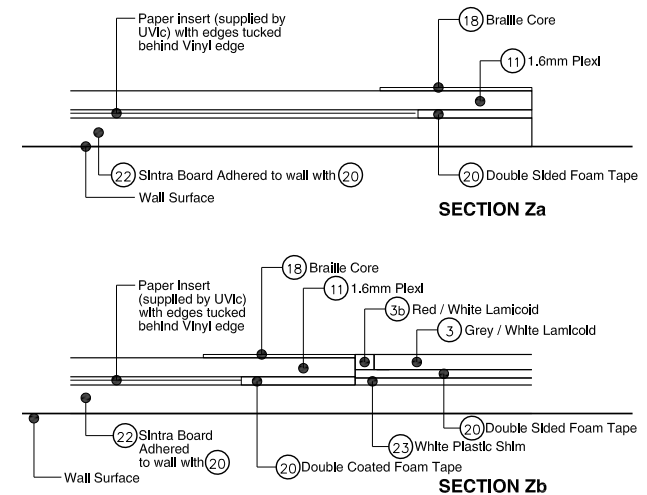 Paper insert (supplied by
UVic) with edges tucked
behind Vinyl edge
18 Braille Core
11 1.6mm Plexi
22 Sintra Board Adhered to wall with 20
20 Double Sided Foam Tape
Wall Surface
SECTION Za
18 Braille Core
Paper Insert
(supplied by UVic)
with edges tucked
behind Vinyl edge
11 1.6mm Plexi
3b Red / White Lamicoid
3 Grey / White Lamicoid
22 Sintra Board
Adhered
to wall with 20
20 Double Sided Foam Tape
23 White Plastic Shim
20 Double Coated Foam Tape
Wall Surface
SECTION Zb